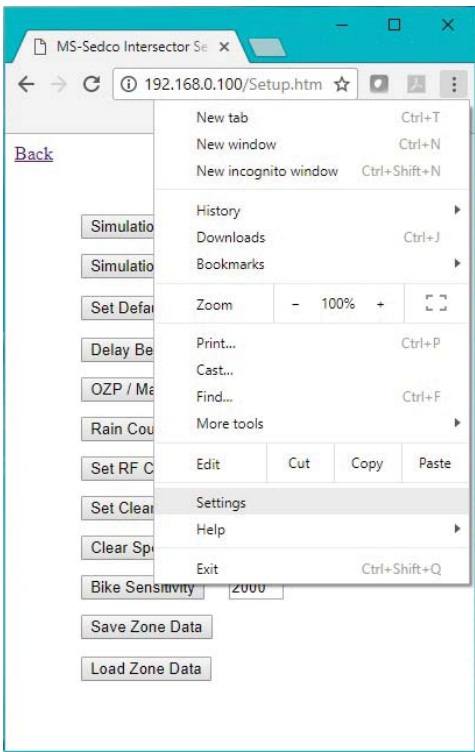 MS-Sedco Intersector Se
192.168.0.100/Setup.htm
New tab Ctrl+T
Back
New window Ctrl+N
New incognito window Ctrl+Shift+N
History
Simulatio
Downloads Ctrl+J
Simulatio
Bookmarks
Set Defau
Zoom - 100% +
Delay Be
Print... Ctrl+P
Cast...
OZP / Ma
Find... Ctrl+F
Rain Cou
More tools
Set RF C
Edit Cut Copy Paste
Set Clear
Settings
Help
Clear Spe
Exit Ctrl+Shift+Q
Bike Sensitivity 2000
Save Zone Data
Load Zone Data